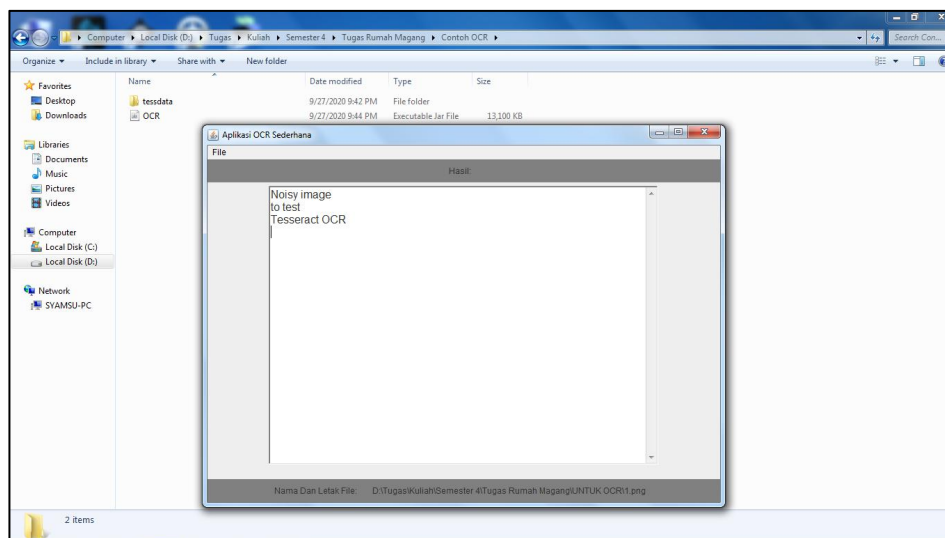 Computer ▸ Local Disk (D:) ▸ Tugas ▸ Kuliah ▸ Semester 4 ▸ Tugas Rumah Magang ▸ Contoh OCR
Search Con...
Organize Include in library Share with New folder
Name Date modified Type Size
tessdata 9/27/2020 9:42 PM File folder
OCR 9/27/2020 9:44 PM Executable Jar File 13,100 KB
Favorites
Desktop
Downloads
Libraries
Documents
Music
Pictures
Videos
Computer
Local Disk (C:)
Local Disk (D:)
Network
SYAMSU-PC
Aplikasi OCR Sederhana
File
Hasil:
Noisy image
to test
Tesseract OCR
Nama Dan Letak File: D:\Tugas\Kuliah\Semester 4\Tugas Rumah Magang\UNTUK OCR\1.png
2 items